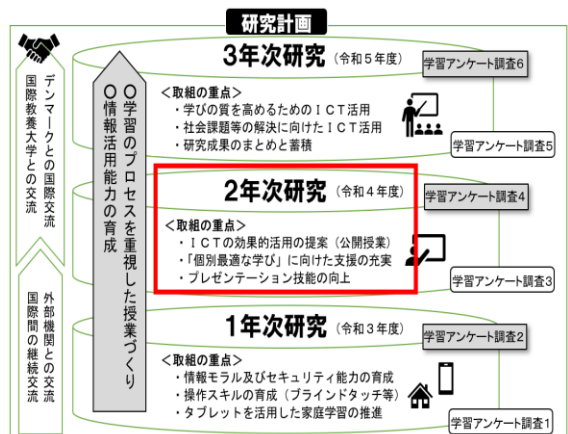 研究計画
3年次研究（令和５年度）
学習アンケート調査6
＜取組の重点＞
・学びの質を高めるためのＩＣＴ活用
・社会課題等の解決に向けたＩＣＴ活用
・研究成果のまとめと蓄積
学習アンケート調査5
2年次研究（令和４年度）
学習アンケート調査4
＜取組の重点＞
・ＩＣＴの効果的活用の提案（公開授業）
・「個別最適な学び」に向けた支援の充実
・プレゼンテーション技能の向上
学習アンケート調査3
1年次研究（令和３年度）
学習アンケート調査2
＜取組の重点＞
・情報モラル及びセキュリティ能力の育成
・操作スキルの育成（ブラインドタッチ等）
・タブレットを活用した家庭学習の推進
学習アンケート調査1
〇学習のプロセスを重視した授業づくり
〇情報活用能力の育成
デンマークとの国際交流
国際教養大学との交流
外部機関との交流
国際間の継続交流